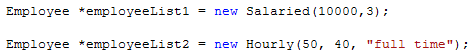 Employee *employeeList1 = new Salaried(10000,3);
Employee *employeeList2 = new Hourly(50, 40, "full time");